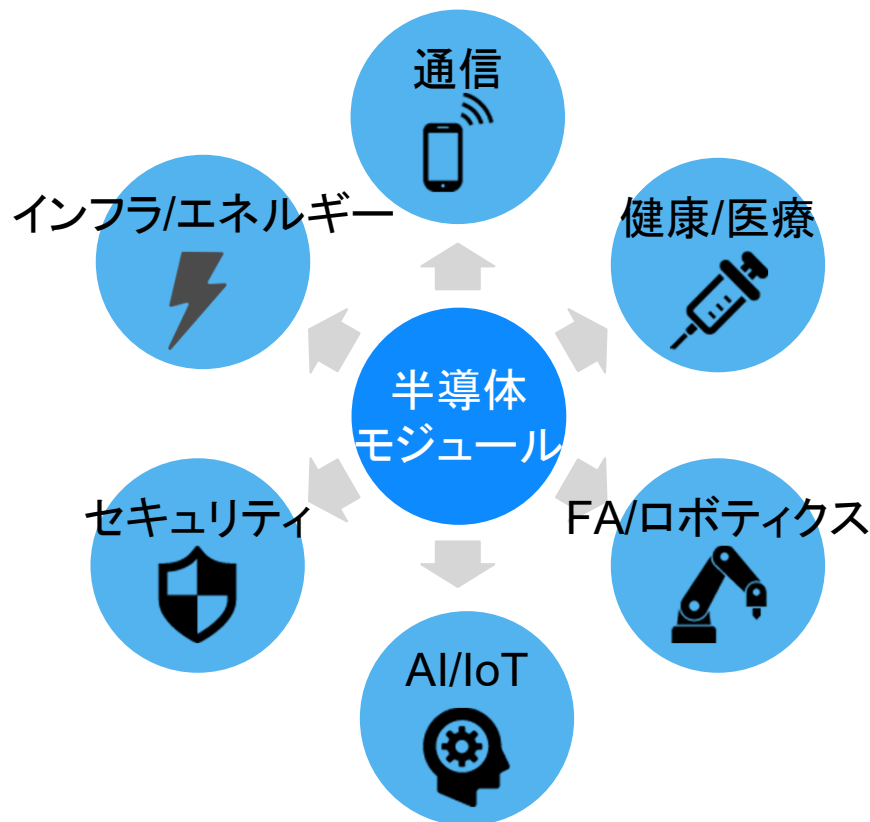 通信
インフラ/エネルギー
健康/医療
半導体
モジュール
セキュリティ
FA/ロボティクス
AI/IoT